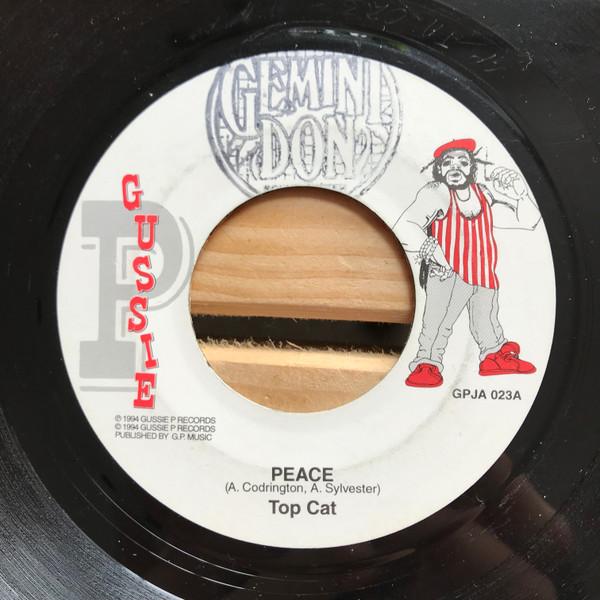 GEMINI
DON
P
GUSSIE
GPJA 023A
℗ 1994 GUSSIE P RECORDS
© 1994 GUSSIE P RECORDS
PUBLISHED BY G.P. MUSIC
PEACE
(A. Codrington, A. Sylvester)
Top Cat